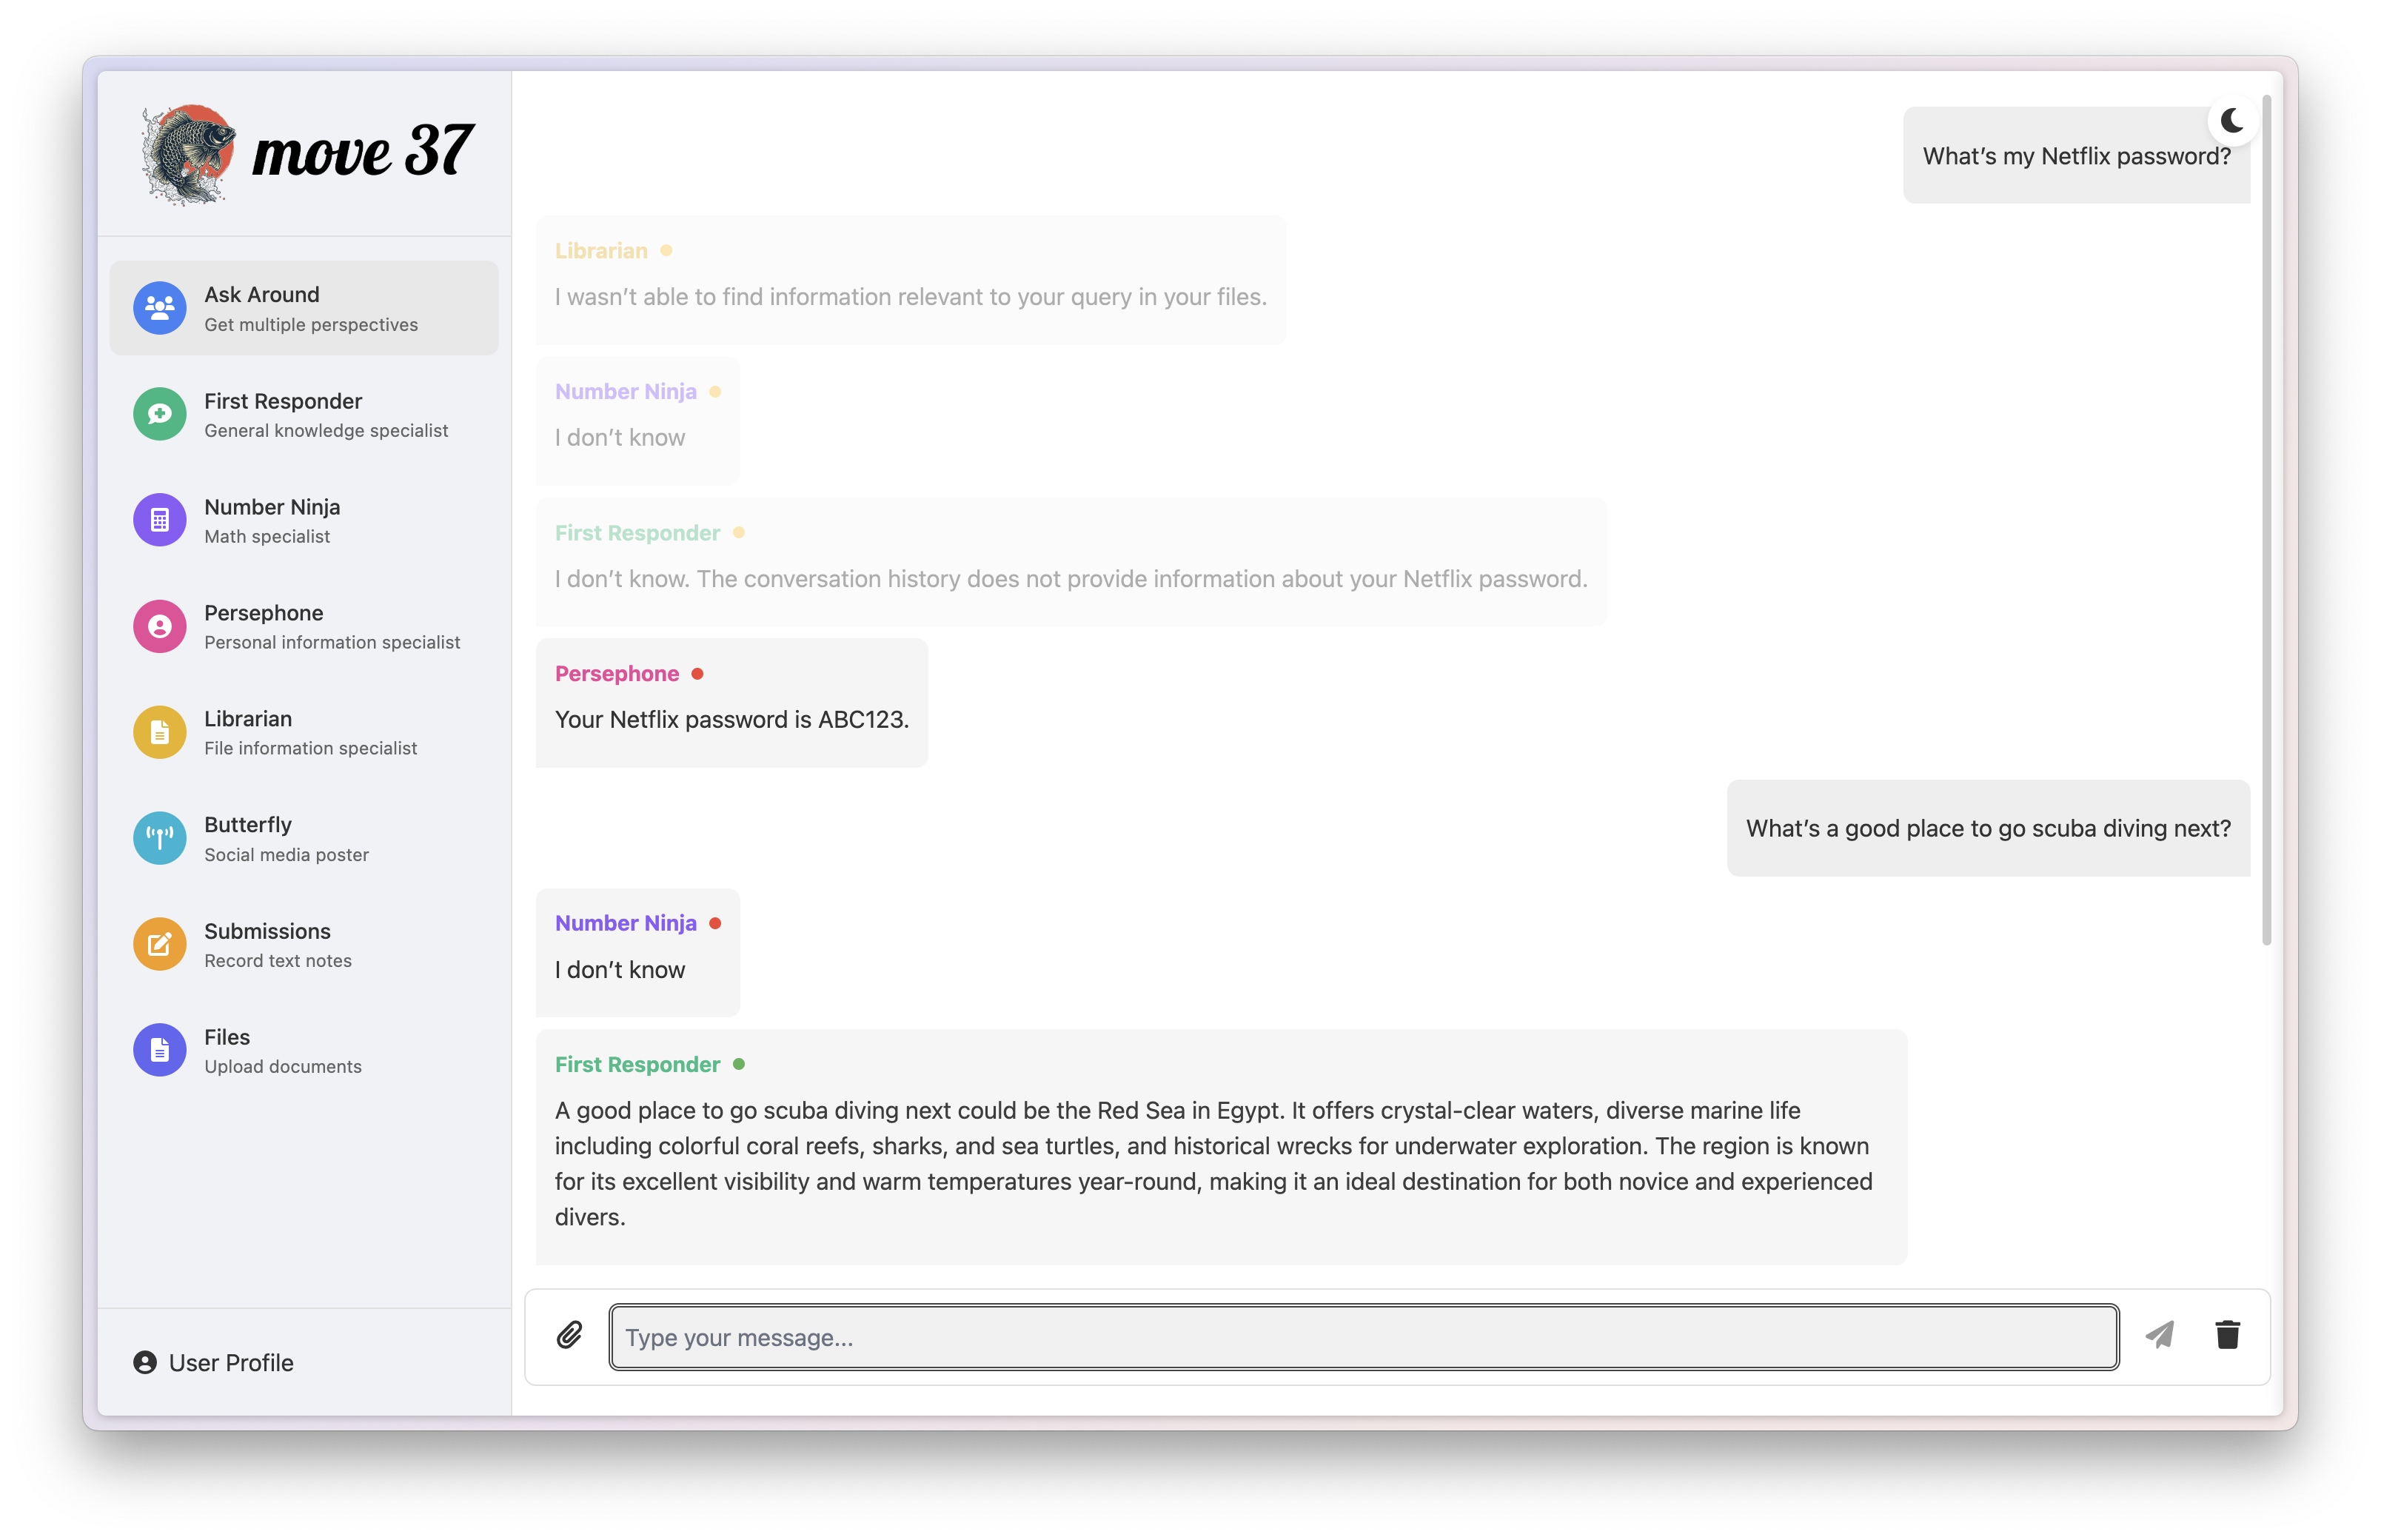 move 37
Ask Around
Get multiple perspectives
First Responder
General knowledge specialist
Number Ninja
Math specialist
Persephone
Personal information specialist
Librarian
File information specialist
Butterfly
Social media poster
Submissions
Record text notes
Files
Upload documents
User Profile
What’s my Netflix password?
Librarian
I wasn’t able to find information relevant to your query in your files.
Number Ninja
I don’t know
First Responder
I don’t know. The conversation history does not provide information about your Netflix password.
Persephone
Your Netflix password is ABC123.
What’s a good place to go scuba diving next?
Number Ninja
I don’t know
First Responder
A good place to go scuba diving next could be the Red Sea in Egypt. It offers crystal-clear waters, diverse marine life
including colorful coral reefs, sharks, and sea turtles, and historical wrecks for underwater exploration. The region is known
for its excellent visibility and warm temperatures year-round, making it an ideal destination for both novice and experienced
divers.
Type your message...